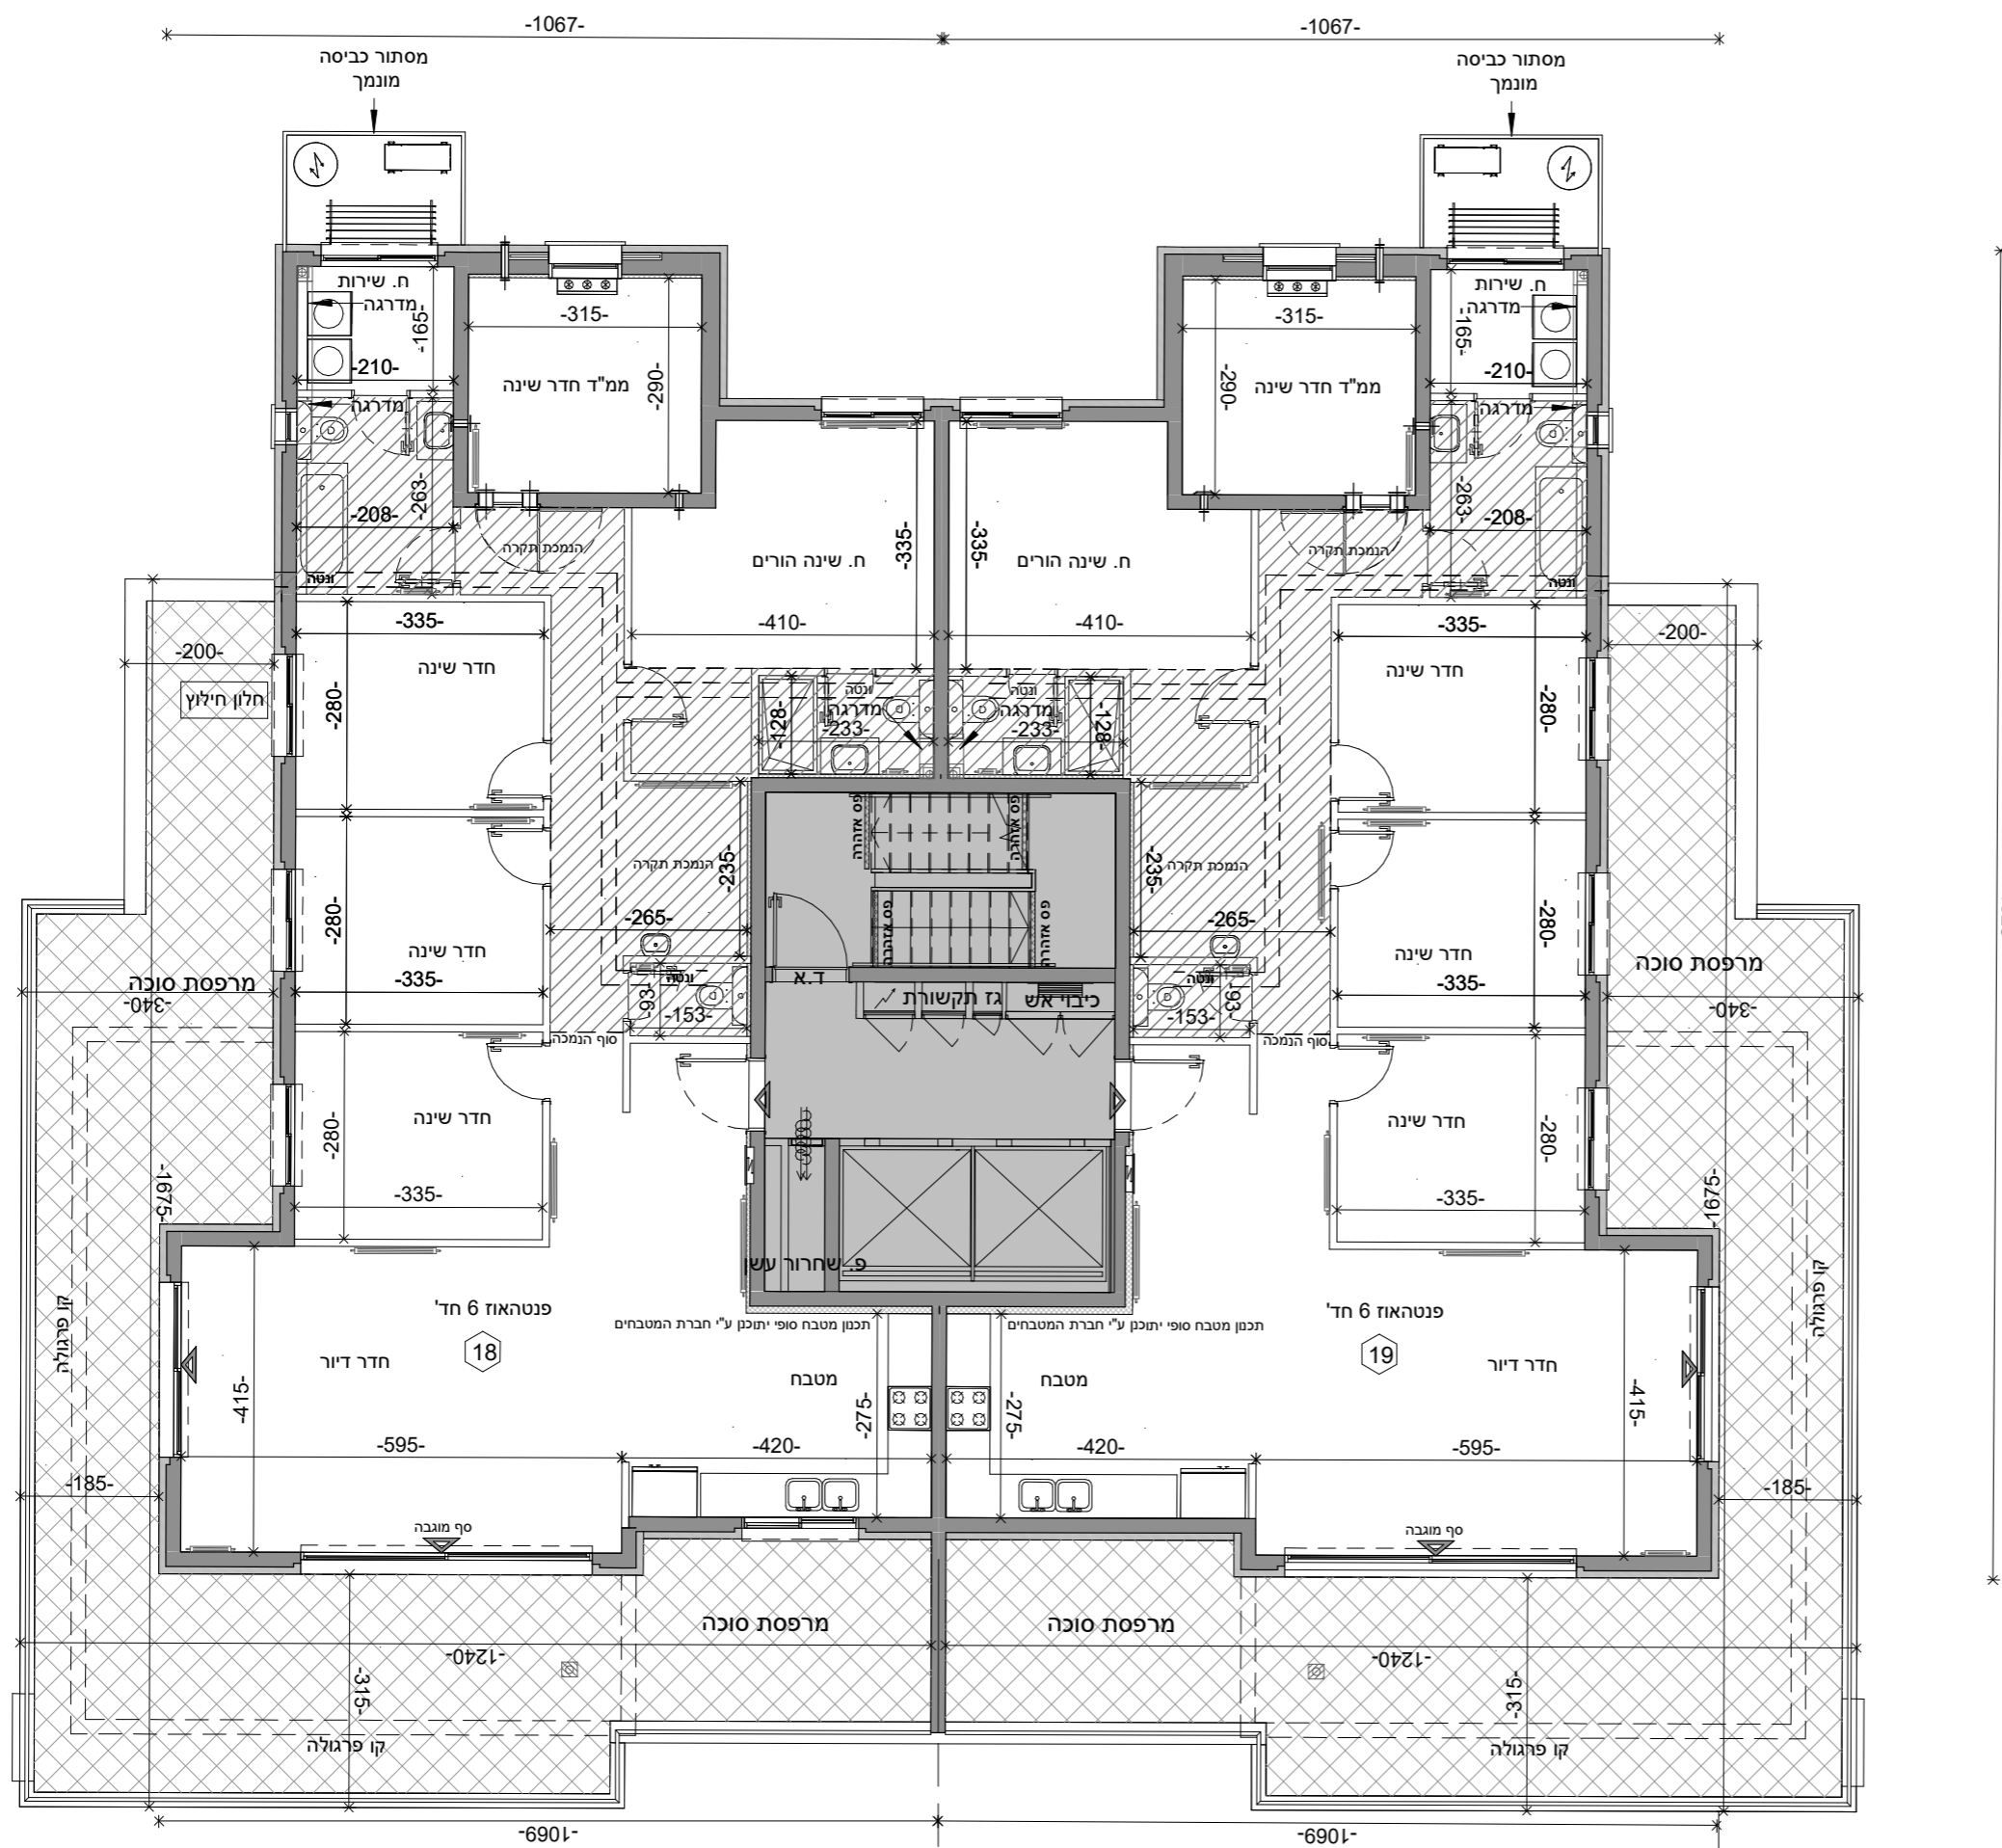 -1067-
-1067-
מסתור כביסה
מונמך
מסתור כביסה
מונמך
ח. שירות
מדרגה
-165-
-210-
מדרגה
-315-
ממ"ד חדר שינה
-290-
-315-
ממ"ד חדר שינה
-290-
ח. שירות
מדרגה
-165-
-210-
מדרגה
-263-
-208-
ונטה
הנמכת תקרה
ח. שינה הורים
-335-
-410-
-335-
ח. שינה הורים
-410-
הנמכת תקרה
-263-
-208-
ונטה
-200-
חלון חילוץ
-335-
חדר שינה
-280-
-128-
ונטה
מדרגה
-233-
ונטה
מדרגה
-233-
-128-
-335-
חדר שינה
-280-
-200-
הנמכת תקרה
-235-
-265-
פס אזהרה
פס אזהרה
פס אזהרה
פס אזהרה
הנמכת תקרה
-235-
-265-
מרפסת סוכה
-340-
-280-
חדר שינה
-335-
ונטה
-93-
-153-
סוף הנמכה
ד.א
גז תקשורת
כיבוי אש
ונטה
-93-
-153-
סוף הנמכה
-280-
חדר שינה
-335-
מרפסת סוכה
-340-
-1675-
חדר שינה
-280-
-335-
פ. שחרור עשן
חדר שינה
-280-
-335-
-1675-
קו פרגולה
פנטהאוז 6 חד'
18
חדר דיור
-415-
-595-
תכנון מטבח סופי יתוכנן ע"י חברת המטבחים
מטבח
-275-
-420-
תכנון מטבח סופי יתוכנן ע"י חברת המטבחים
מטבח
-275-
-420-
פנטהאוז 6 חד'
19
חדר דיור
-415-
-595-
קו פרגולה
-185-
סף מוגבה
סף מוגבה
-185-
מרפסת סוכה
-1240-
-315-
קו פרגולה
מרפסת סוכה
-1240-
-315-
קו פרגולה
-1069-
-1069-